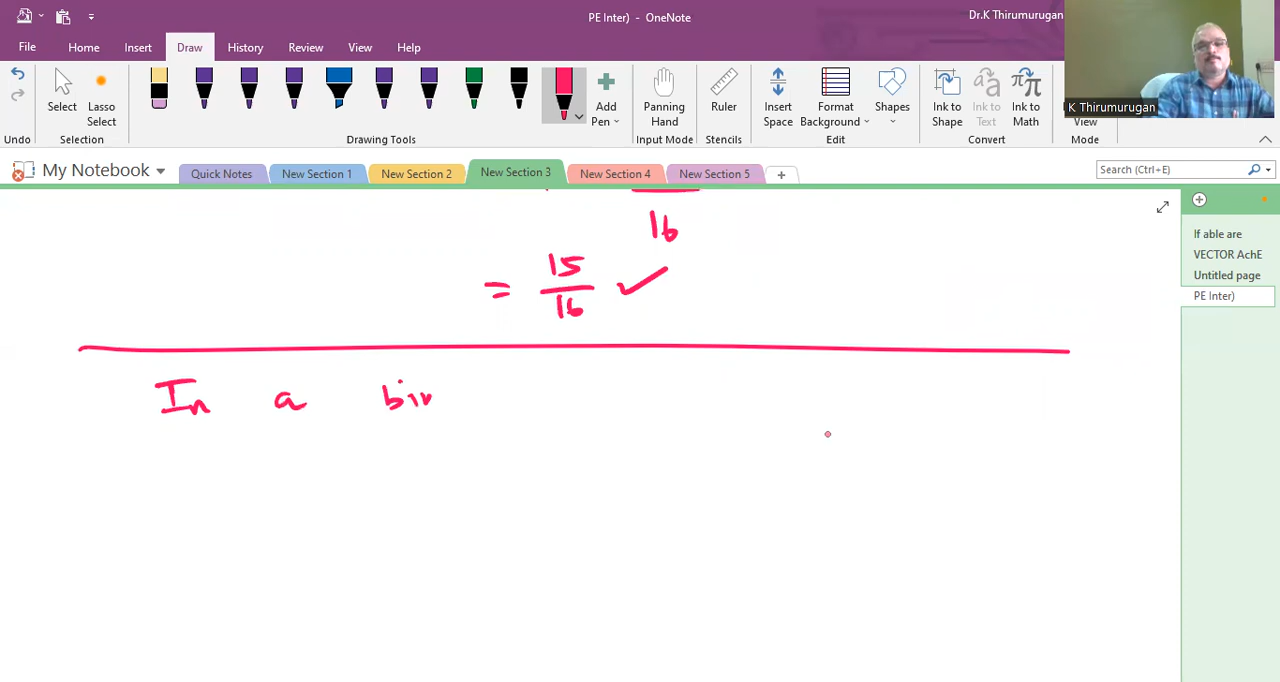 PE Inter) - OneNote
Dr.K Thirumurugan
File Home Insert Draw History Review View Help
Undo
Select
Lasso Select
Selection
Drawing Tools
Add Pen
Panning Hand
Input Mode
Ruler
Stencils
Insert Space
Format Background
Shapes
Edit
Ink to Shape
Ink to Text
Ink to Math
Convert
View
Mode
K Thirumurugan
My Notebook
Quick Notes New Section 1 New Section 2 New Section 3 New Section 4 New Section 5
Search (Ctrl+E)
If able are
VECTOR AchE
Untitled page
PE Inter)
16
= 15
16
In a bin